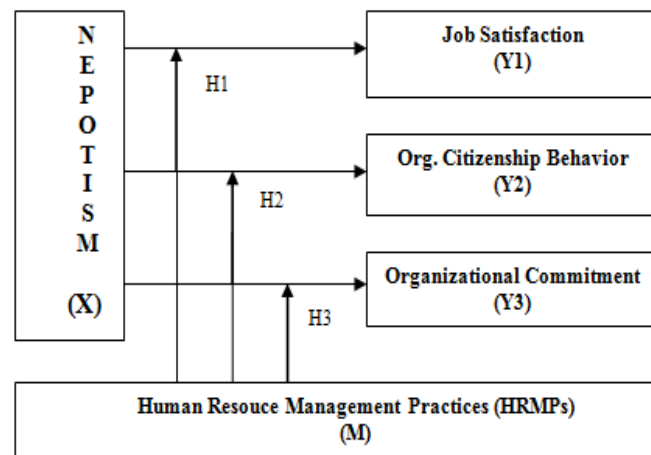 N
E
P
O
T
I
S
M
(X)
Job Satisfaction
(Y1)
H1
Org. Citizenship Behavior
(Y2)
H2
Organizational Commitment
(Y3)
H3
Human Resouce Management Practices (HRMPs)
(M)